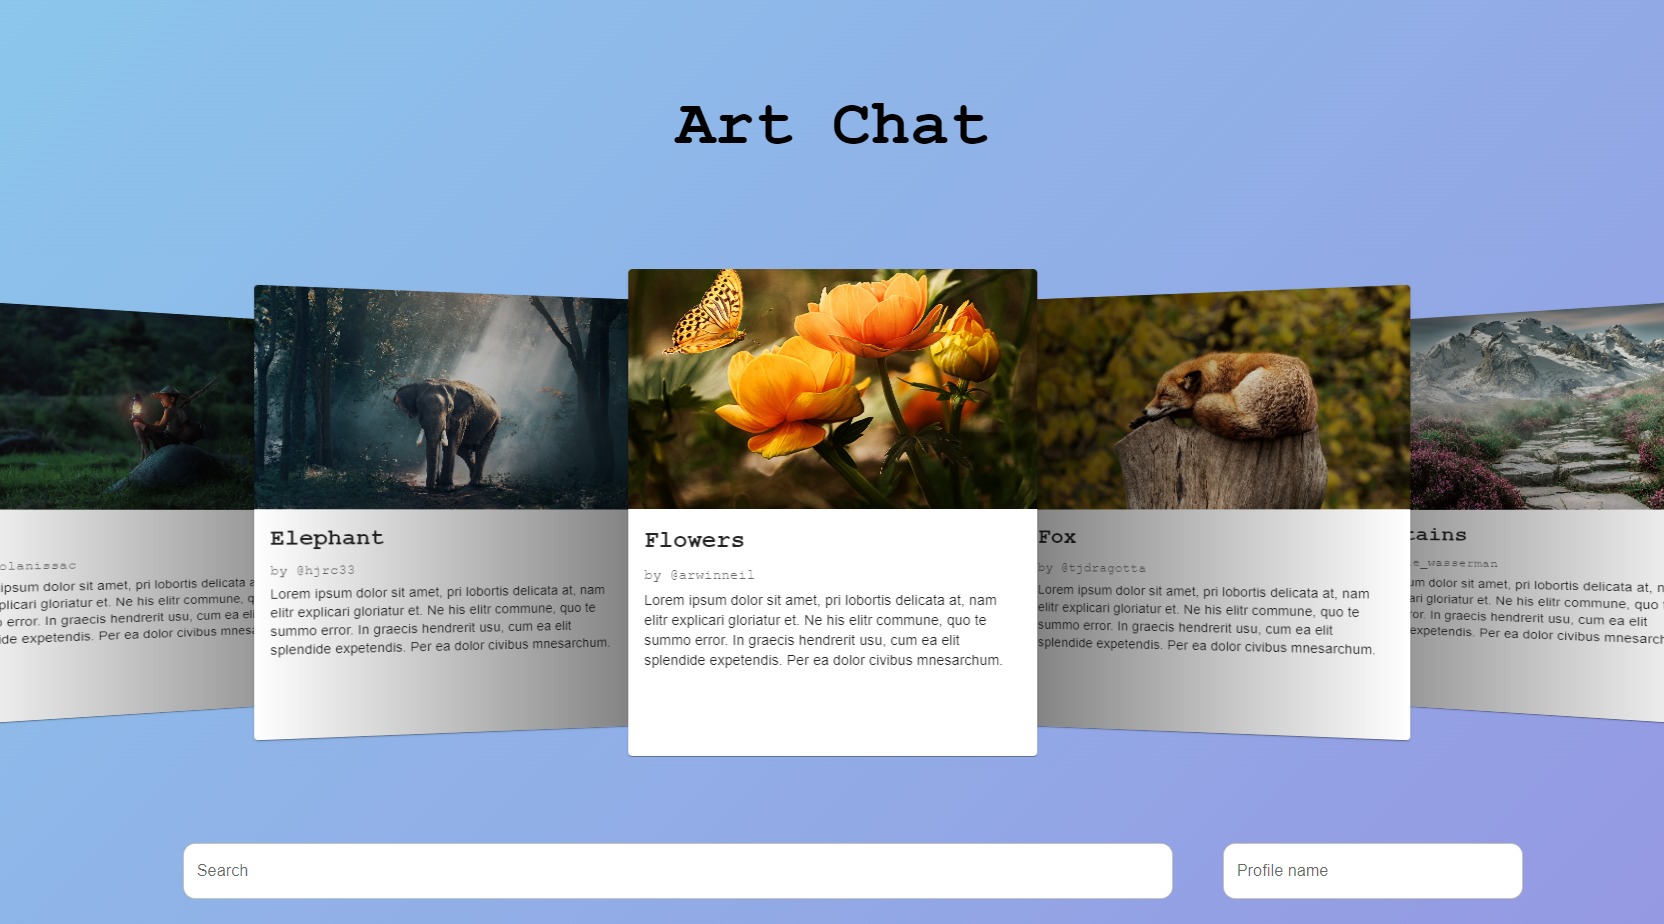 Art Chat
olanissac
ipsum dolor sit amet, pri lobortis delicata a
plicari gloriatur et. Ne his elitr commune, q
error. In graecis hendrerit usu, cum ea elit
ide expetendis. Per ea dolor civibus mnesa
Elephant
by @hjrc33
Lorem ipsum dolor sit amet, pri lobortis delicata at, nam
elitr explicari gloriatur et. Ne his elitr commune, quo te
summo error. In graecis hendrerit usu, cum ea elit
splendide expetendis. Per ea dolor civibus mnesarchum.
Flowers
by @arwinneil
Lorem ipsum dolor sit amet, pri lobortis delicata at, nam
elitr explicari gloriatur et. Ne his elitr commune, quo te
summo error. In graecis hendrerit usu, cum ea elit
splendide expetendis. Per ea dolor civibus mnesarchum.
Fox
by @tjdragotta
Lorem ipsum dolor sit amet, pri lobortis delicata at, nam
elitr explicari gloriatur et. Ne his elitr commune, quo te
summo error. In graecis hendrerit usu, cum ea elit
splendide expetendis. Per ea dolor civibus mnesarchum.
tains
e_wasserman
um dolor sit amet, pri lobortis delicata at, n
ari gloriatur et. Ne his elitr commune, quo
ror. In graecis hendrerit usu, cum ea elit
expetendis. Per ea dolor civibus mnesarch
Search
Profile name